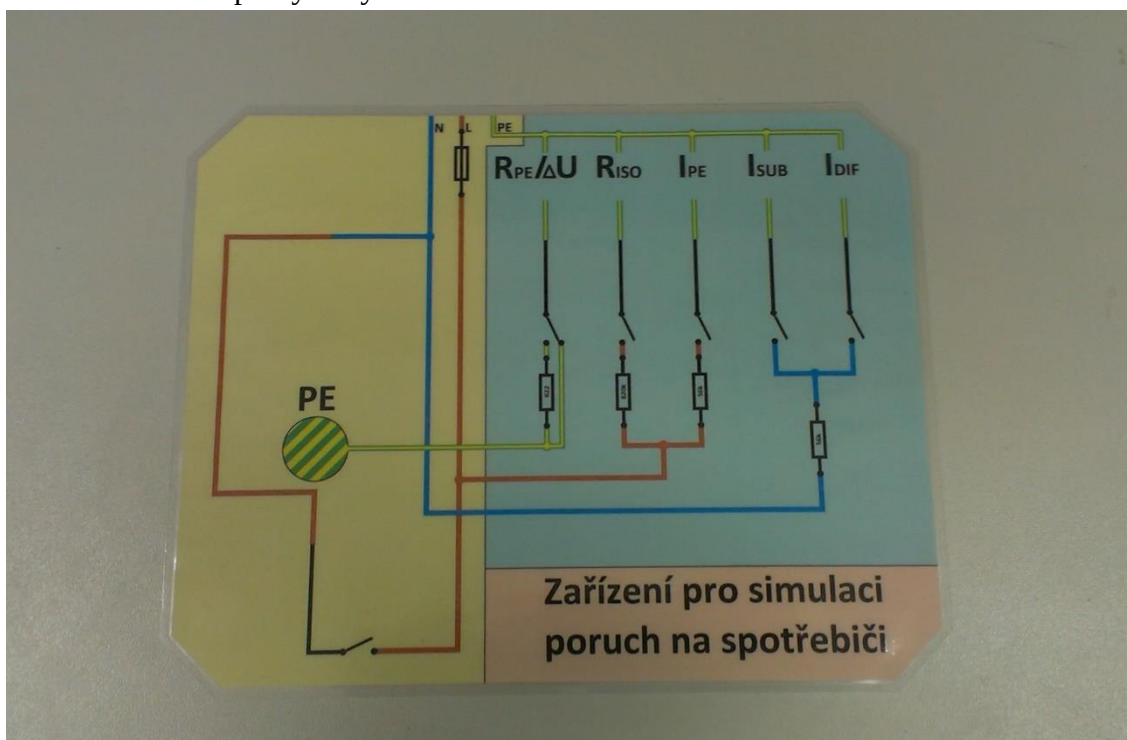 N L PE
RPE/ΔU RISO IPE ISUB IDIF
PE
Zařízení pro simulaci
poruch na spotřebiči